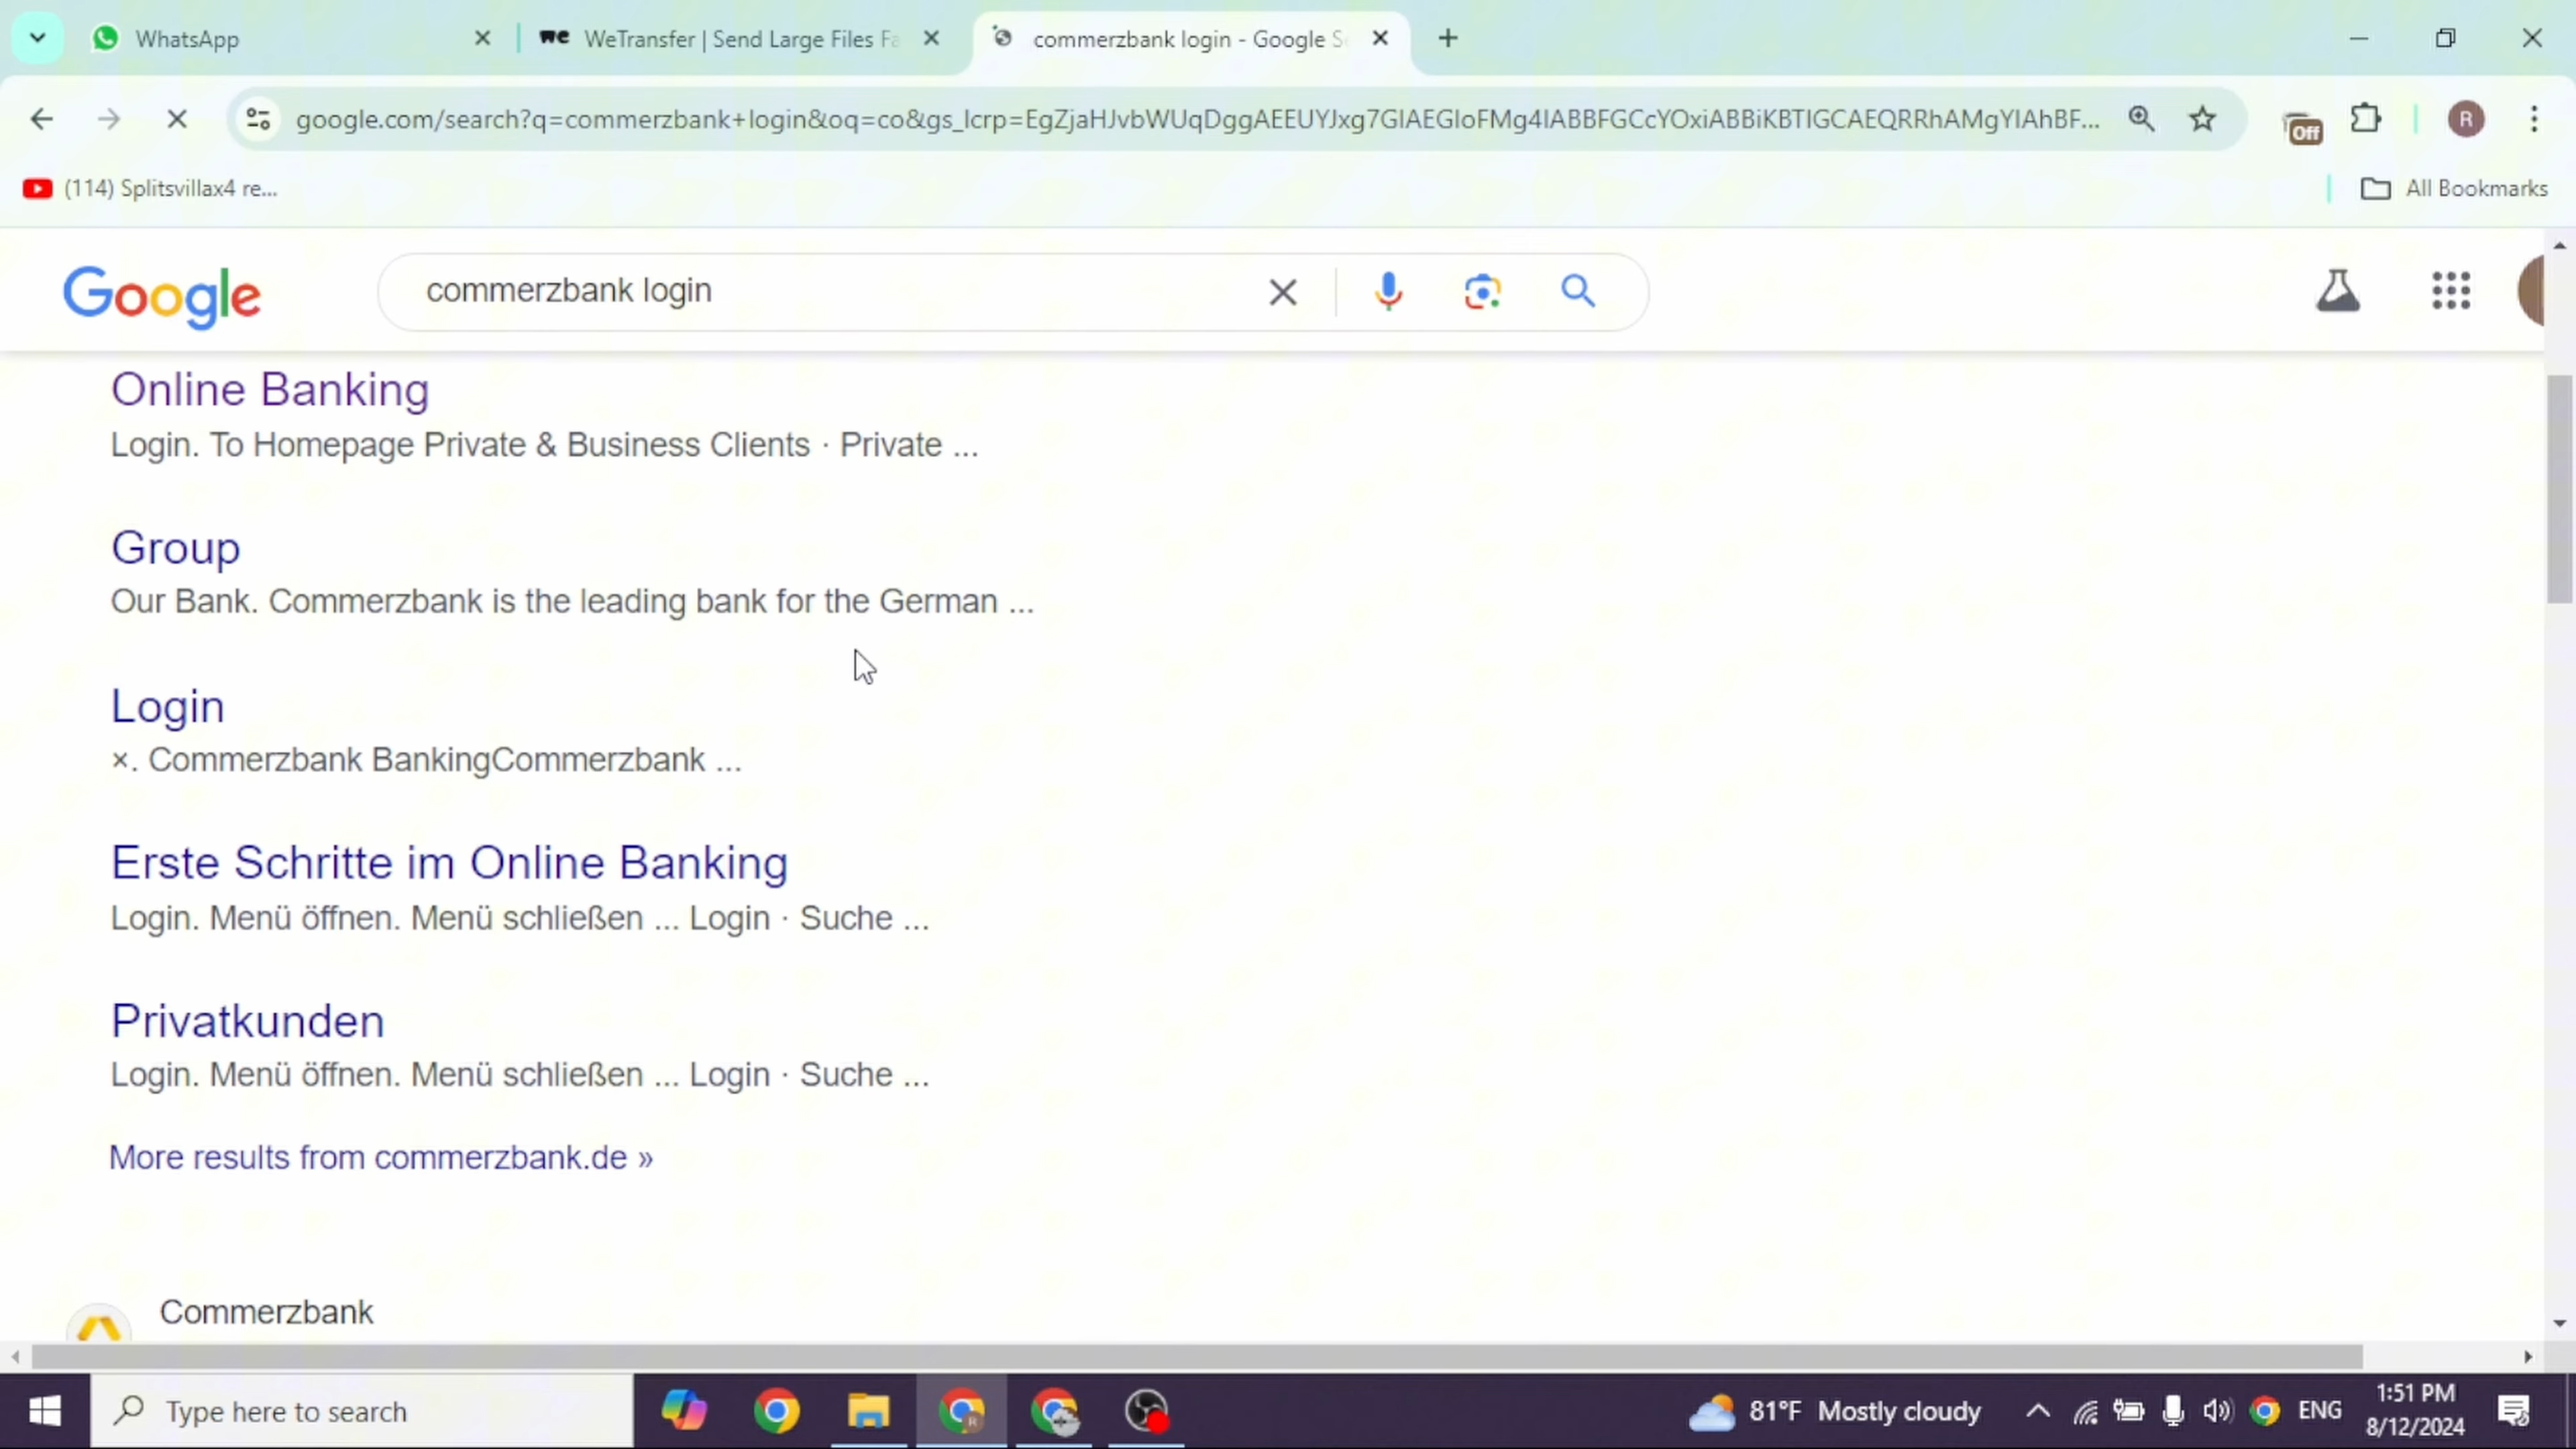 WhatsApp
WeTransfer | Send Large Files Fa
commerzbank login - Google S
google.com/search?q=commerzbank+login&oq=co&gs_lcrp=EgZjaHJvbWUqDggAEEUYJxg7GIAEGIoFMg4IABBFGCcYOxiABBiKBTIGCAEQRRhAMgYIAhBF...
Off
R
(114) Splitsvillax4 re...
All Bookmarks
Google
commerzbank login
Online Banking
Login. To Homepage Private & Business Clients · Private ...
Group
Our Bank. Commerzbank is the leading bank for the German ...
Login
×. Commerzbank BankingCommerzbank ...
Erste Schritte im Online Banking
Login. Menü öffnen. Menü schließen ... Login · Suche ...
Privatkunden
Login. Menü öffnen. Menü schließen ... Login · Suche ...
More results from commerzbank.de »
Commerzbank
Type here to search
R
81°F Mostly cloudy
ENG
1:51 PM
8/12/2024